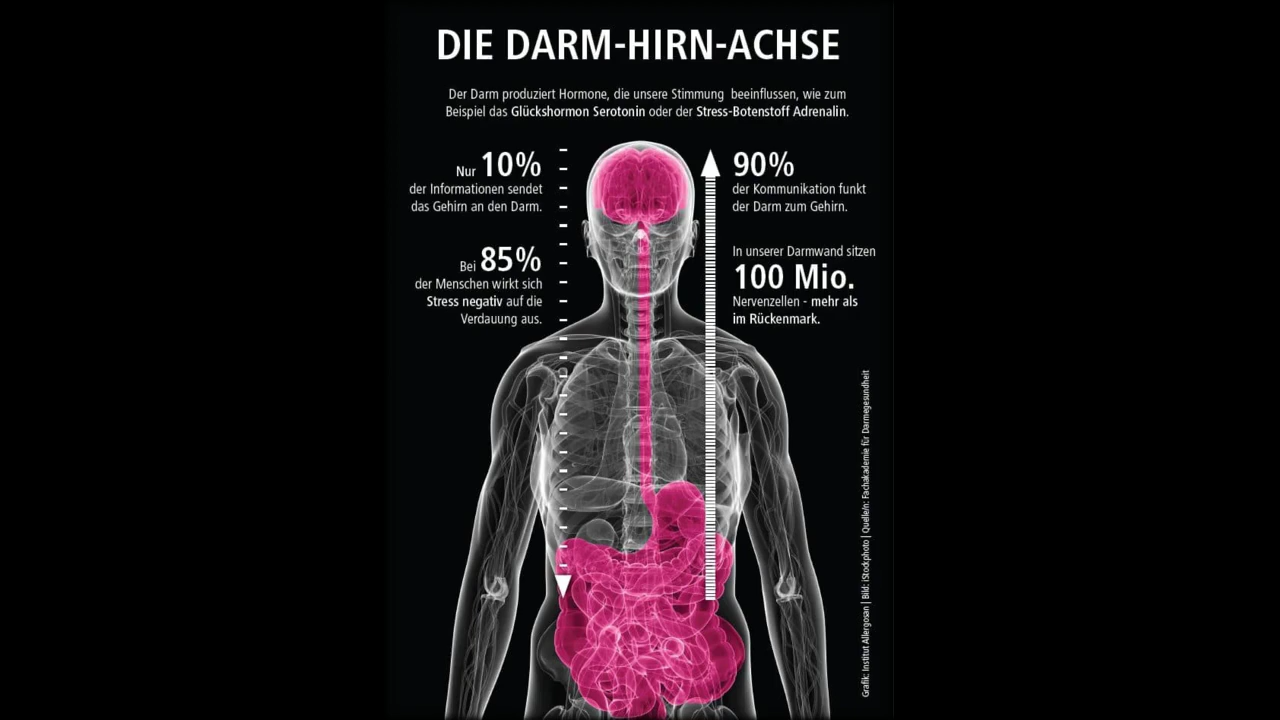 DIE DARM-HIRN-ACHSE
Der Darm produziert Hormone, die unsere Stimmung beeinflussen, wie zum
Beispiel das Glückshormon Serotonin oder der Stress-Botenstoff Adrenalin.
Nur 10%
der Informationen sendet
das Gehirn an den Darm.
Bei 85%
der Menschen wirkt sich
Stress negativ auf die
Verdauung aus.
90%
der Kommunikation funkt
der Darm zum Gehirn.
In unserer Darmwand sitzen
100 Mio.
Nervenzellen - mehr als
im Rückenmark.
Grafik: Institut Allergosan | Bild: iStockphoto | Quelle/n: Fachakademie für Darmgesundheit